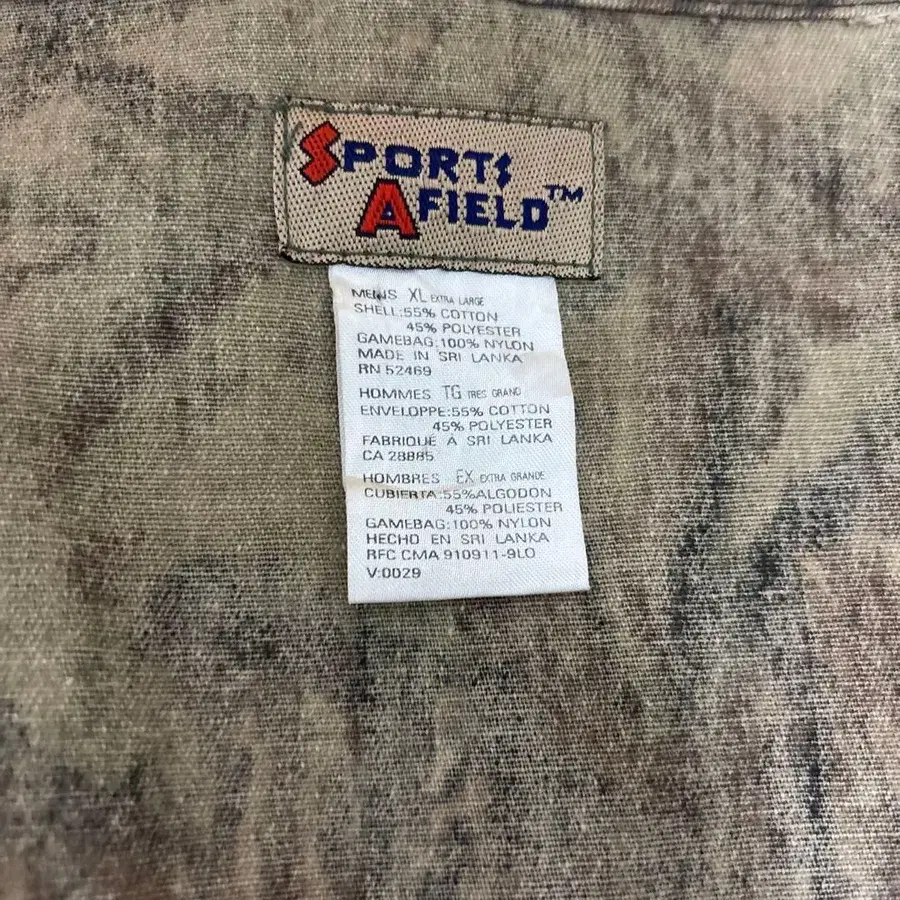 SPORTS
AFIELD™
MENS XL EXTRA LARGE
SHELL:55% COTTON
45% POLYESTER
GAMEBAG:100% NYLON
MADE IN SRI LANKA
RN 52469
HOMMES TG TRES GRAND
ENVELOPPE:55% COTTON
45% POLYESTER
FABRIQUE À SRI LANKA
CA 28885
HOMBRES EX EXTRA GRANDE
CUBIERTA:55%ALGODON
45% POLIESTER
GAMEBAG:100% NYLON
HECHO EN SRI LANKA
RFC CMA 910911-9LO
V:0029